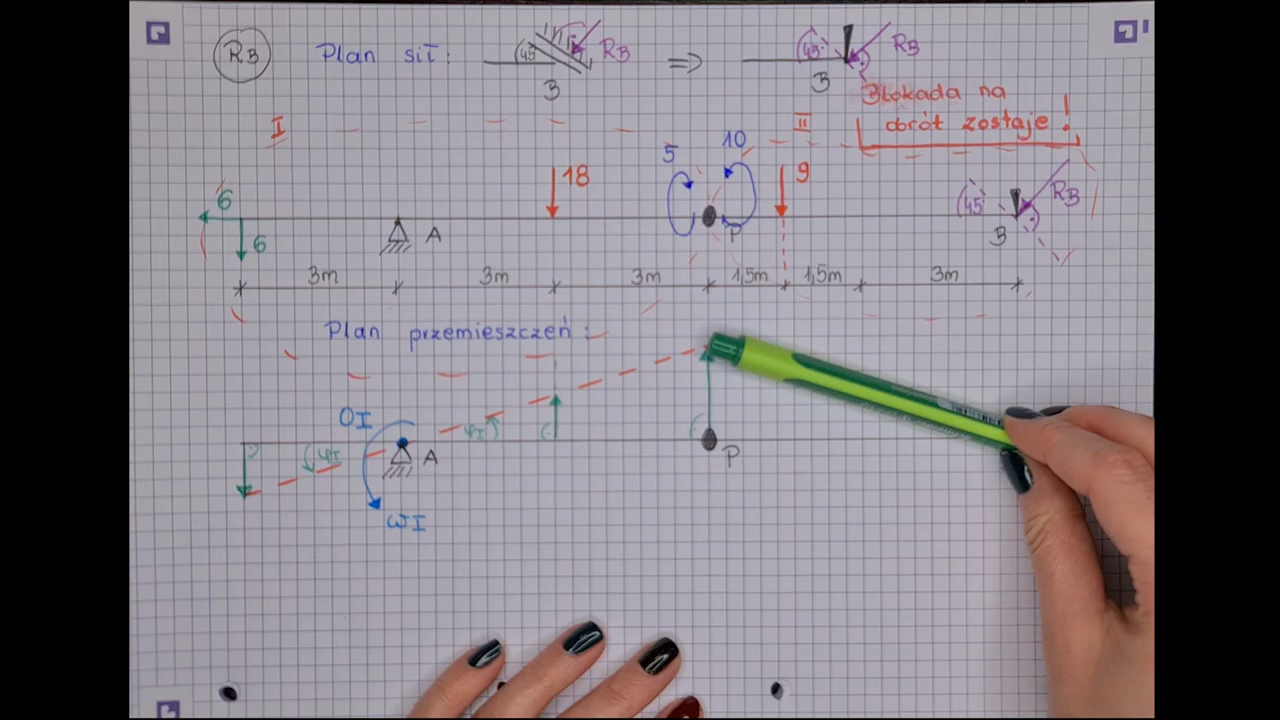 RB Plan sił: 45° RB ⇒ 45° RB
B B
Blokada na
obrót zostaje!
I II
5 10
6 18 9 45° RB
6 A P B
3m 3m 3m 1,5m 1,5m 3m
Plan przemieszczeń:
OI
φI φI
A P
ωI